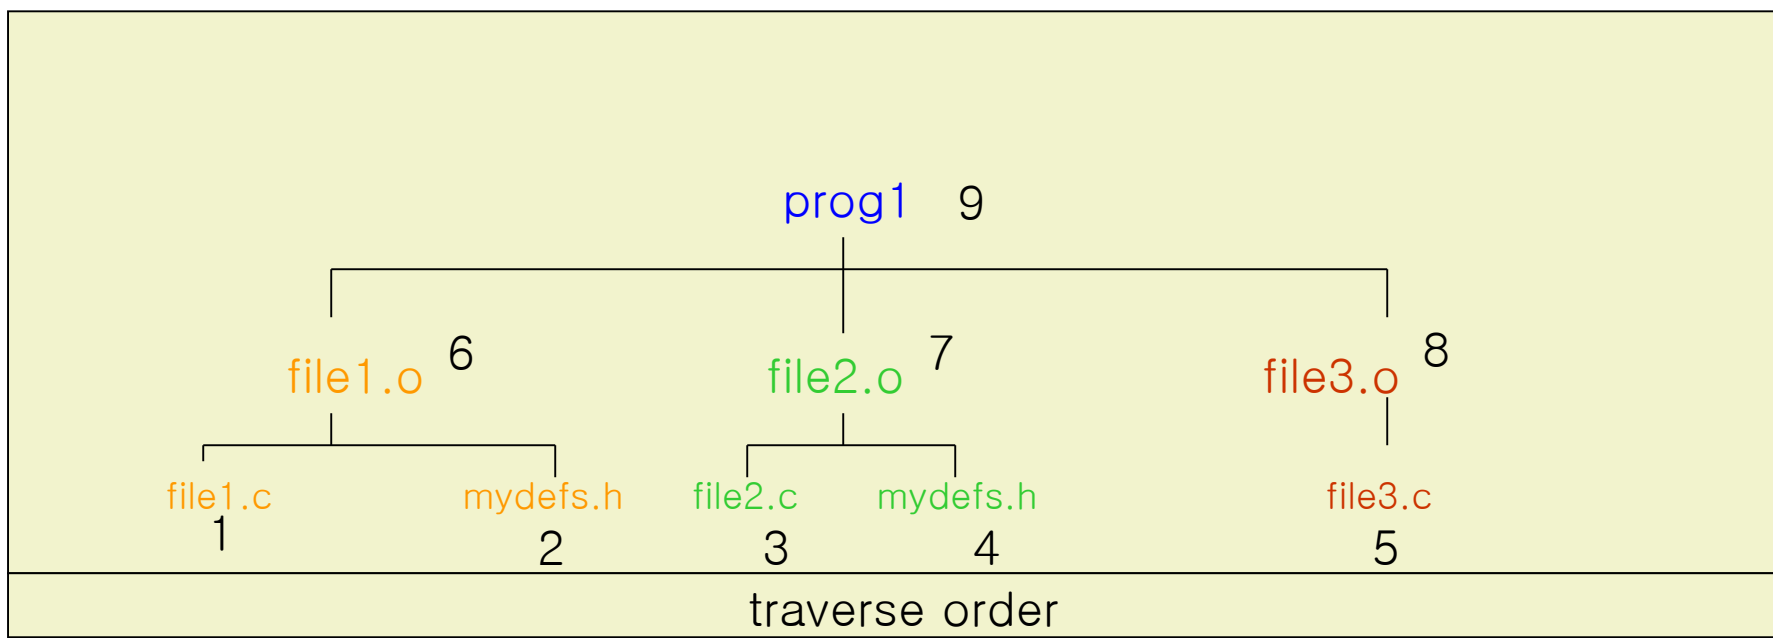 prog1 9
file1.o 6 file2.o 7 file3.o 8
file1.c mydefs.h file2.c mydefs.h file3.c
1 2 3 4 5
traverse order